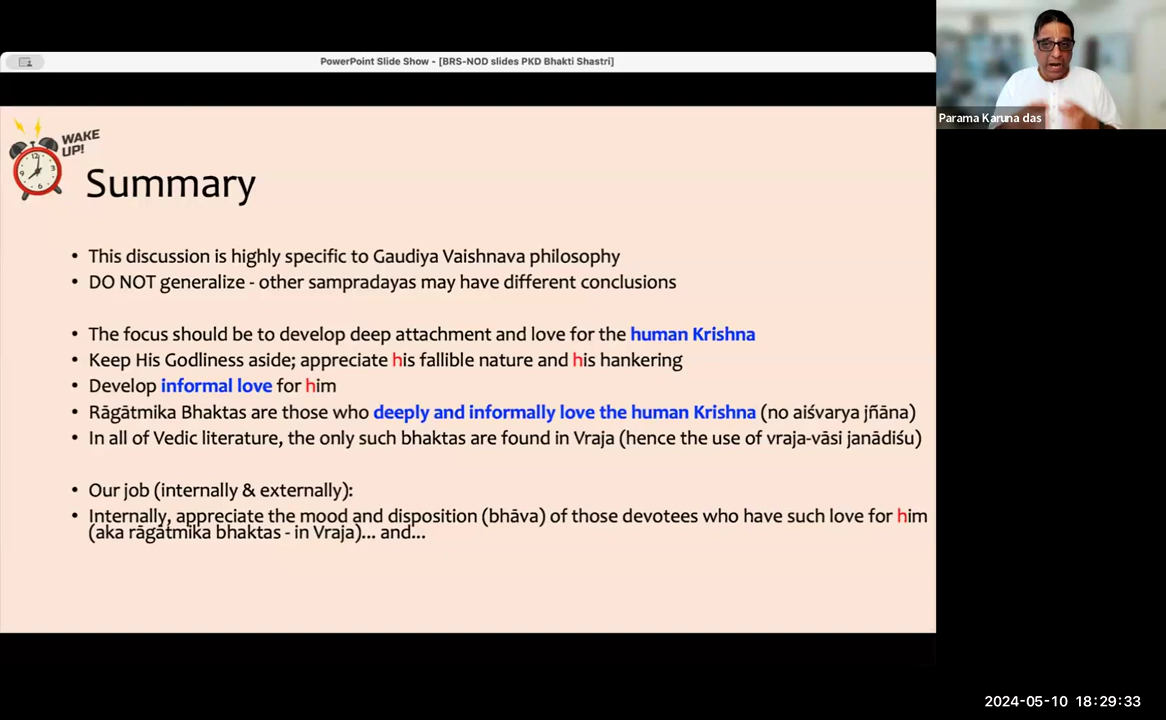 PowerPoint Slide Show - [BRS-NOD slides PKD Bhakti Shastri]
Parama Karuna das
WAKE
UP!
Summary
• This discussion is highly specific to Gaudiya Vaishnava philosophy
• DO NOT generalize - other sampradayas may have different conclusions
• The focus should be to develop deep attachment and love for the human Krishna
• Keep His Godliness aside; appreciate his fallible nature and his hankering
• Develop informal love for him
• Rāgātmika Bhaktas are those who deeply and informally love the human Krishna (no aiśvarya jñāna)
• In all of Vedic literature, the only such bhaktas are found in Vraja (hence the use of vraja-vāsi janādiśu)
• Our job (internally & externally):
• Internally, appreciate the mood and disposition (bhāva) of those devotees who have such love for him
(aka rāgātmika bhaktas - in Vraja)... and...
2024-05-10 18:29:33